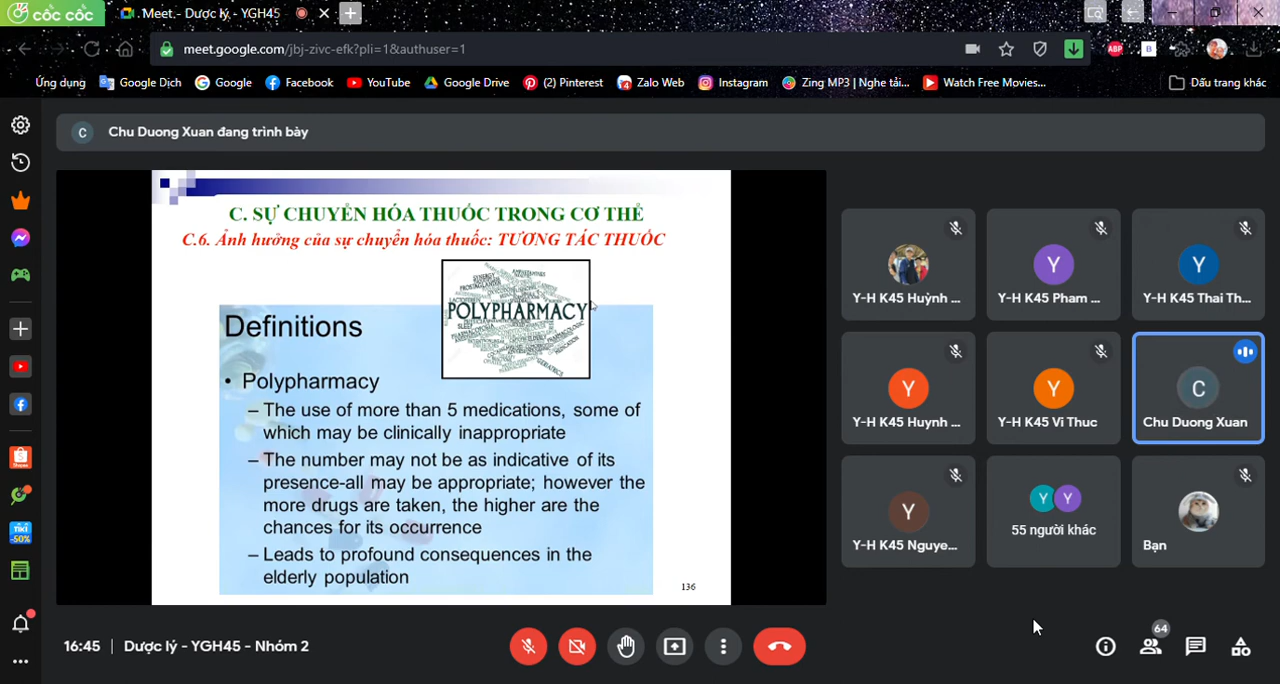 cốc cốc
Meet - Dược lý - YGH45
meet.google.com/jbj-zivc-efk?pli=1&authuser=1
ABP
B
Ứng dụng
Google Dịch
Google
Facebook
YouTube
Google Drive
(2) Pinterest
Zalo Web
Instagram
Zing MP3 | Nghe tải...
Watch Free Movies...
Dấu trang khác
C
Chu Duong Xuan đang trình bày
C. SỰ CHUYỂN HÓA THUỐC TRONG CƠ THỂ
C.6. Ảnh hưởng của sự chuyển hóa thuốc: TƯƠNG TÁC THUỐC
POLYPHARMACY
Definitions
• Polypharmacy
– The use of more than 5 medications, some of
which may be clinically inappropriate
– The number may not be as indicative of its
presence-all may be appropriate; however the
more drugs are taken, the higher are the
chances for its occurrence
– Leads to profound consequences in the
elderly population
136
Y-H K45 Huỳnh ...
Y
Y-H K45 Pham ...
Y
Y-H K45 Thai Th...
Y
Y-H K45 Huynh ...
Y
Y-H K45 Vi Thuc
C
Chu Duong Xuan
Y
Y-H K45 Nguye...
Y Y
55 người khác
Bạn
16:45 | Dược lý - YGH45 - Nhóm 2
64